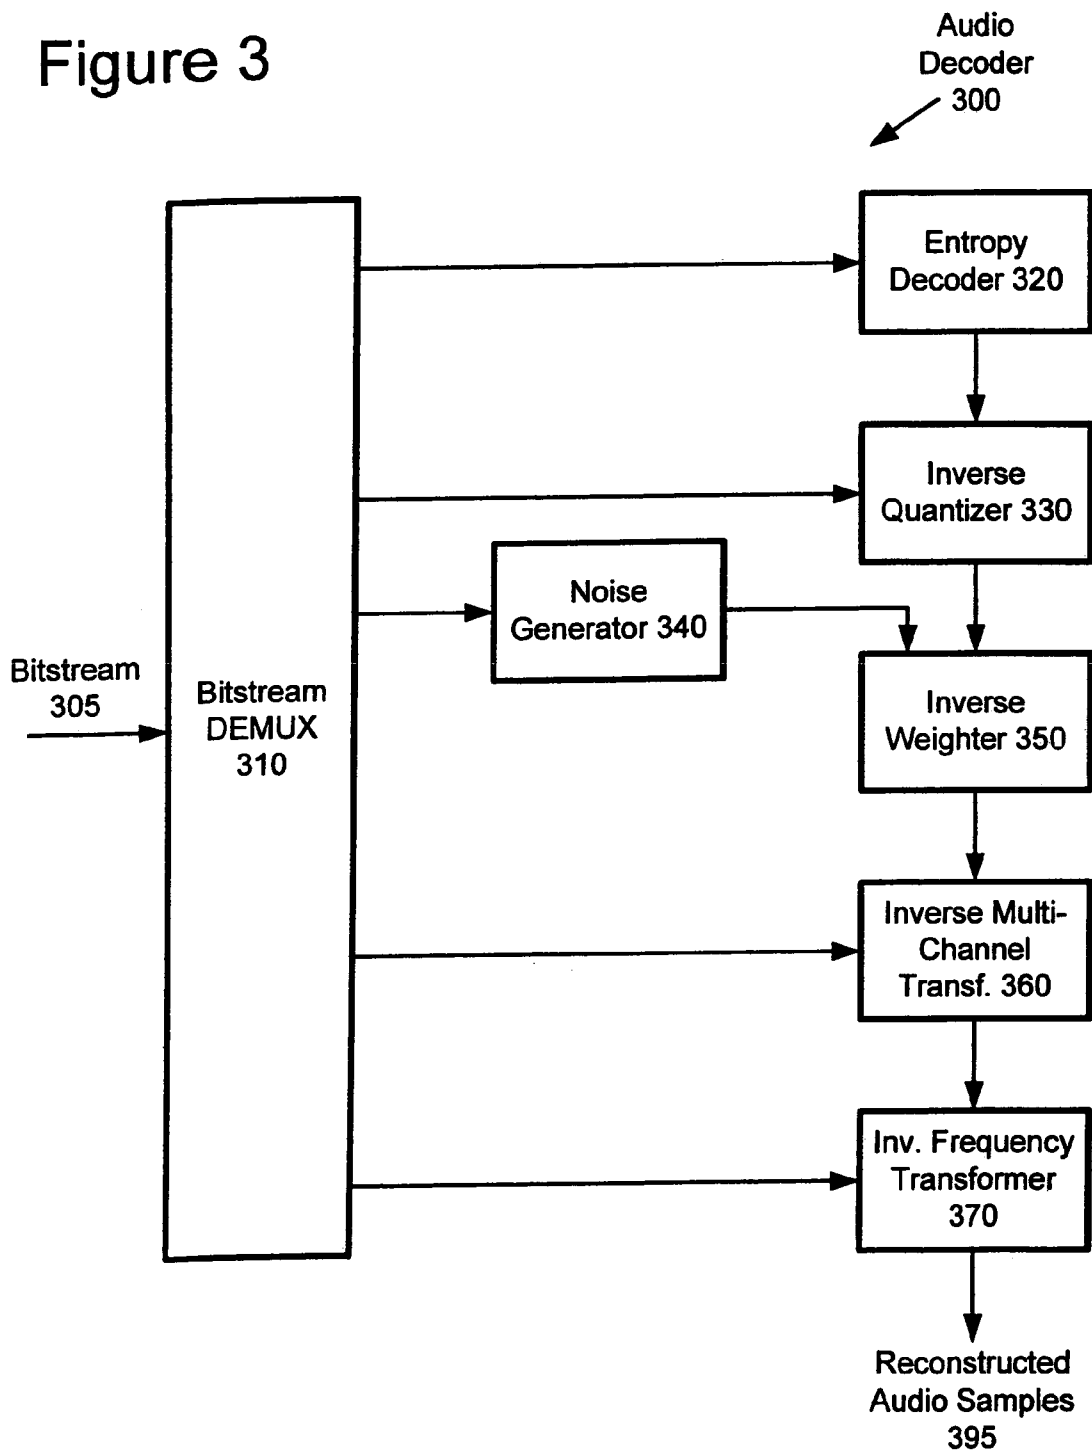 Figure 3
Audio
Decoder
300
Entropy
Decoder 320
Inverse
Quantizer 330
Noise
Generator 340
Bitstream
305
Bitstream
DEMUX
310
Inverse
Weighter 350
Inverse Multi-
Channel
Transf. 360
Inv. Frequency
Transformer
370
Reconstructed
Audio Samples
395